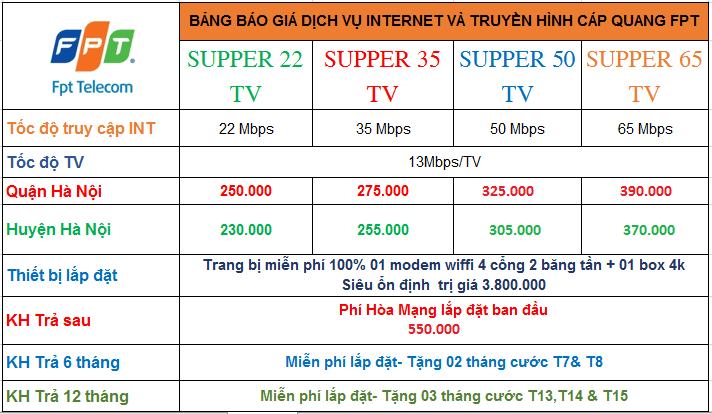 FPT
Fpt Telecom
BẢNG BÁO GIÁ DỊCH VỤ INTERNET VÀ TRUYỀN HÌNH CÁP QUANG FPT
SUPPER 22 TV
SUPPER 35 TV
SUPPER 50 TV
SUPPER 65 TV
Tốc độ truy cập INT
22 Mbps
35 Mbps
50 Mbps
65 Mbps
Tốc độ TV
13Mbps/TV
Quận Hà Nội
250.000
275.000
325.000
390.000
Huyện Hà Nội
230.000
255.000
305.000
370.000
Thiết bị lắp đặt
Trang bị miễn phí 100% 01 modem wiffi 4 cổng 2 băng tần + 01 box 4k
Siêu ổn định trị giá 3.800.000
KH Trả sau
Phí Hòa Mạng lắp đặt ban đầu
550.000
KH Trả 6 tháng
Miễn phí lắp đặt- Tặng 02 tháng cước T7& T8
KH Trả 12 tháng
Miễn phí lắp đặt- Tặng 03 tháng cước T13,T14 & T15